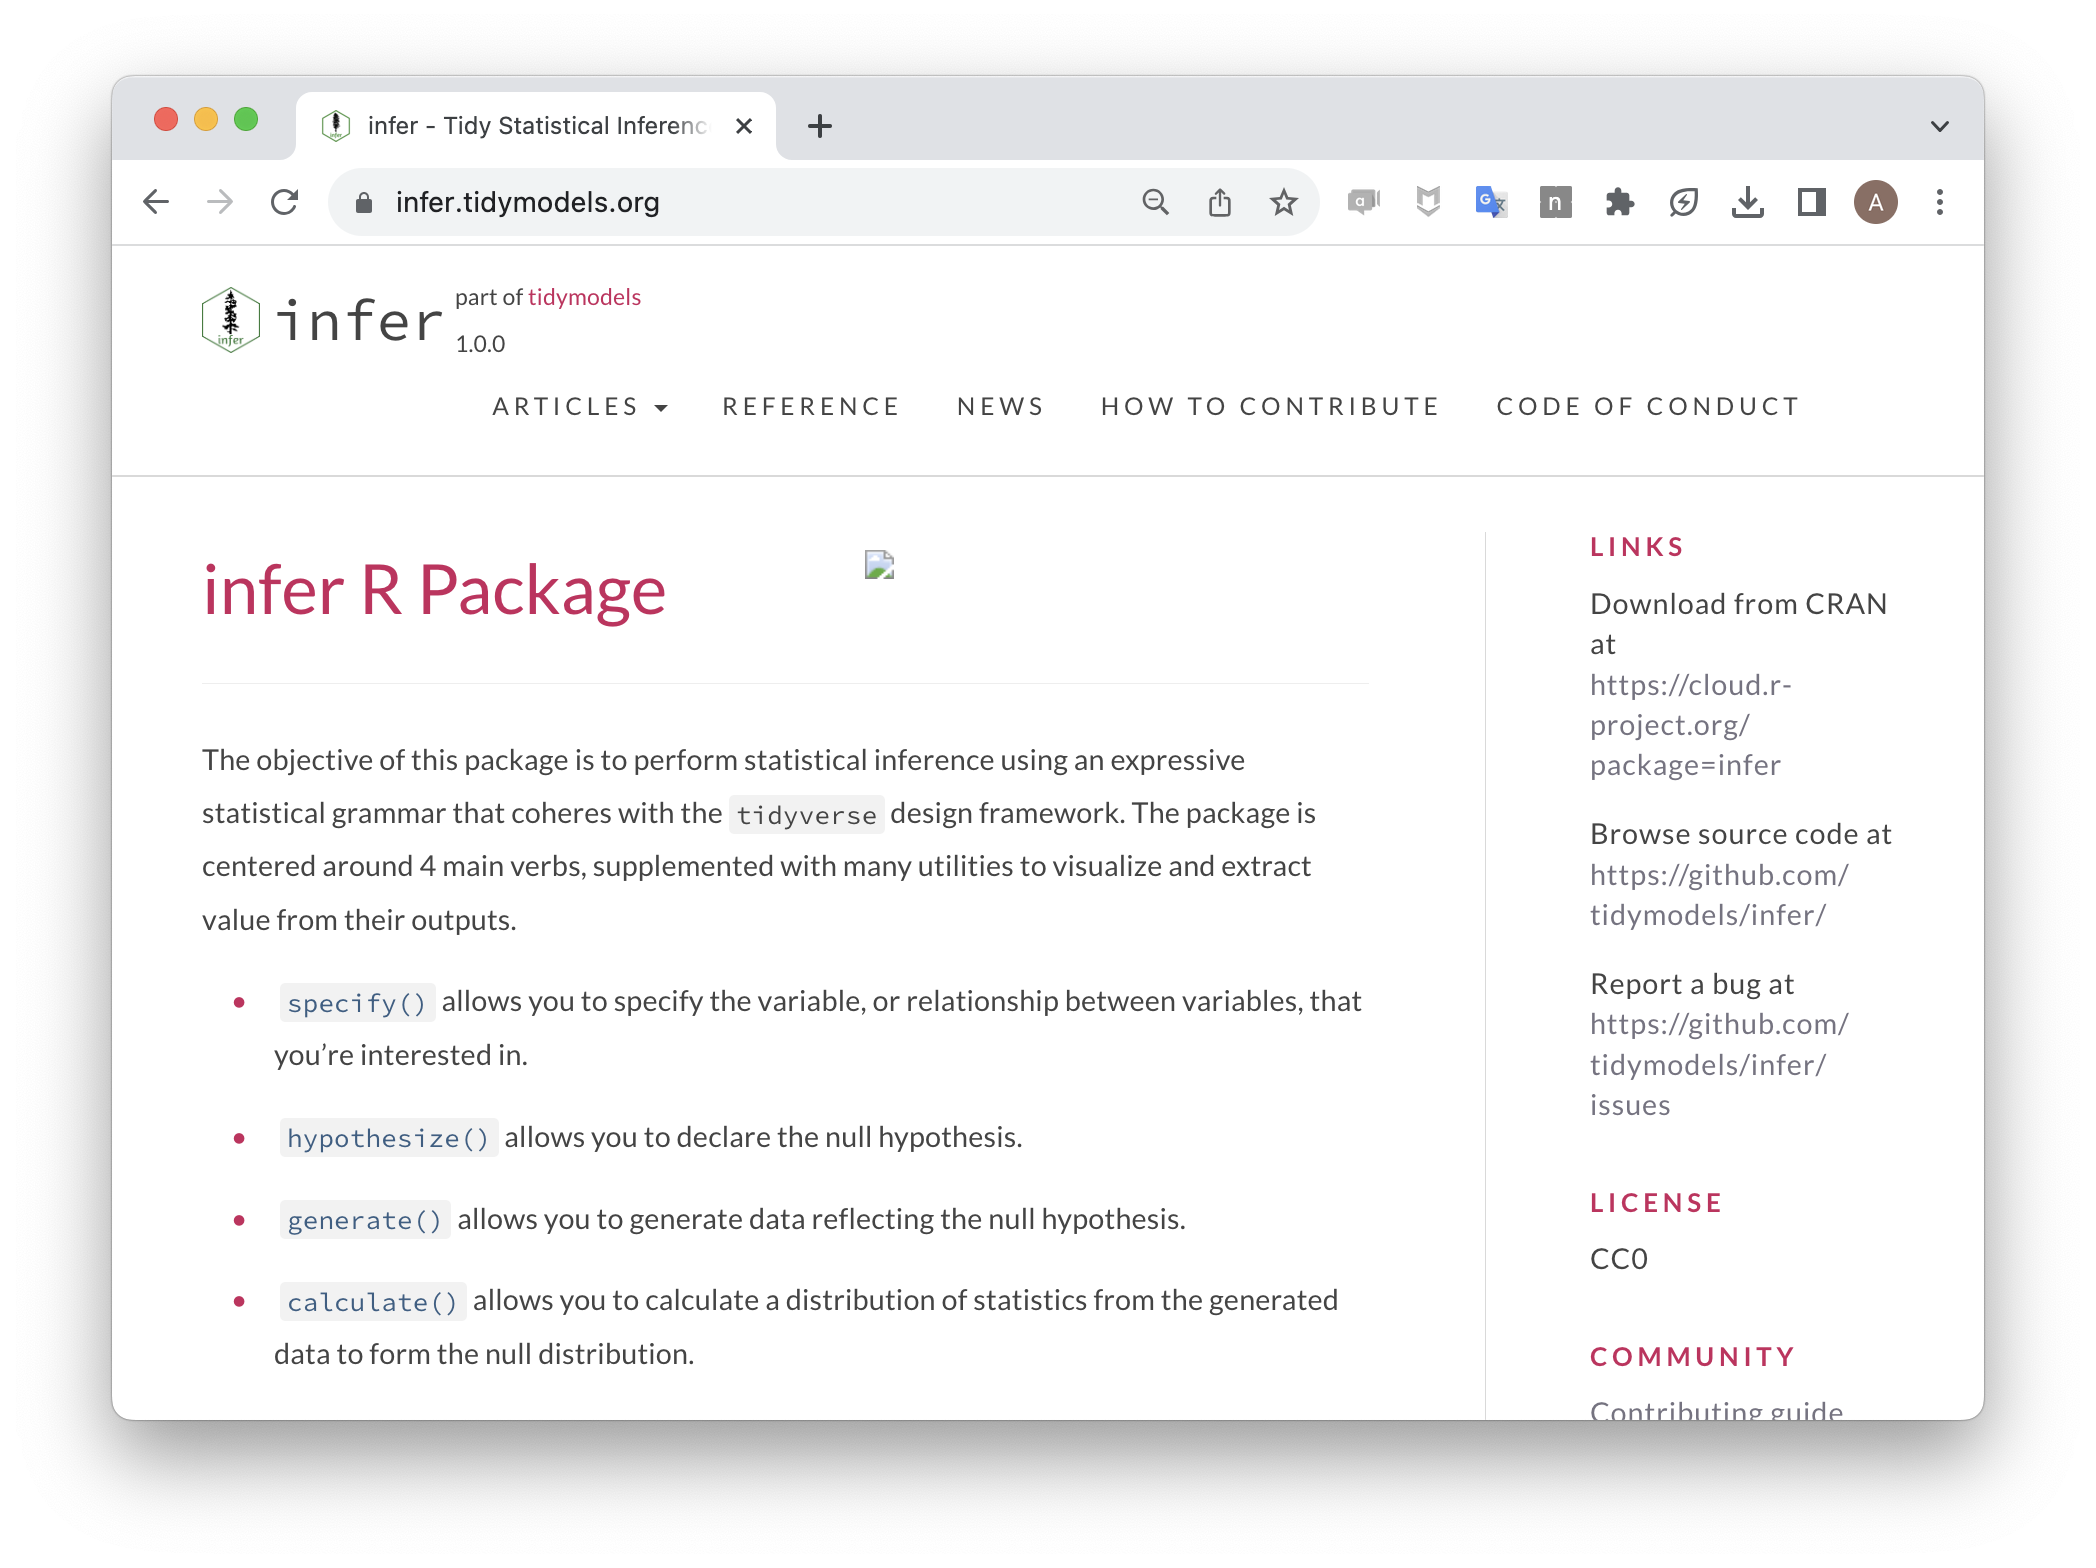 infer - Tidy Statistical Inferenc
infer.tidymodels.org
A
infer
infer
part of tidymodels
1.0.0
ARTICLES
REFERENCE
NEWS
HOW TO CONTRIBUTE
CODE OF CONDUCT
infer R Package
The objective of this package is to perform statistical inference using an expressive
statistical grammar that coheres with the tidyverse design framework. The package is
centered around 4 main verbs, supplemented with many utilities to visualize and extract
value from their outputs.
• specify() allows you to specify the variable, or relationship between variables, that
you’re interested in.
• hypothesize() allows you to declare the null hypothesis.
• generate() allows you to generate data reflecting the null hypothesis.
• calculate() allows you to calculate a distribution of statistics from the generated
data to form the null distribution.
LINKS
Download from CRAN
at
https://cloud.r-
project.org/
package=infer
Browse source code at
https://github.com/
tidymodels/infer/
Report a bug at
https://github.com/
tidymodels/infer/
issues
LICENSE
CC0
COMMUNITY
Contributing guide